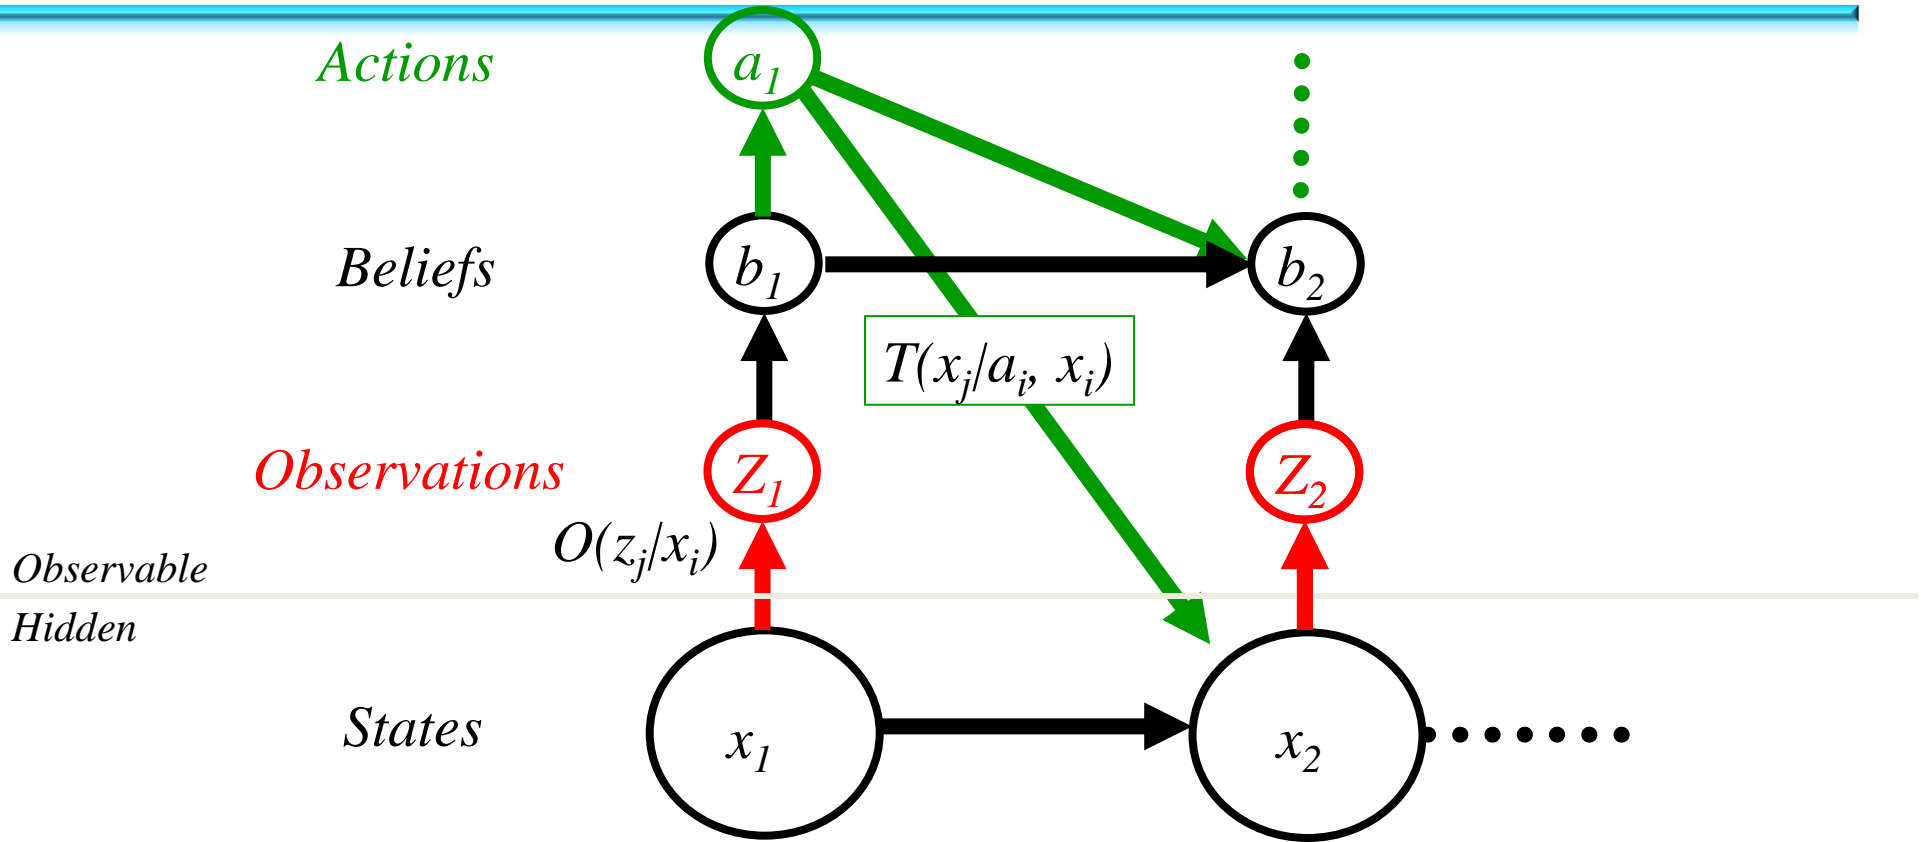 Actions a1
Beliefs b1 b2
T(xj/ai, xi)
Observations Z1 Z2
O(zj/xi)
Observable
Hidden
States x1 x2